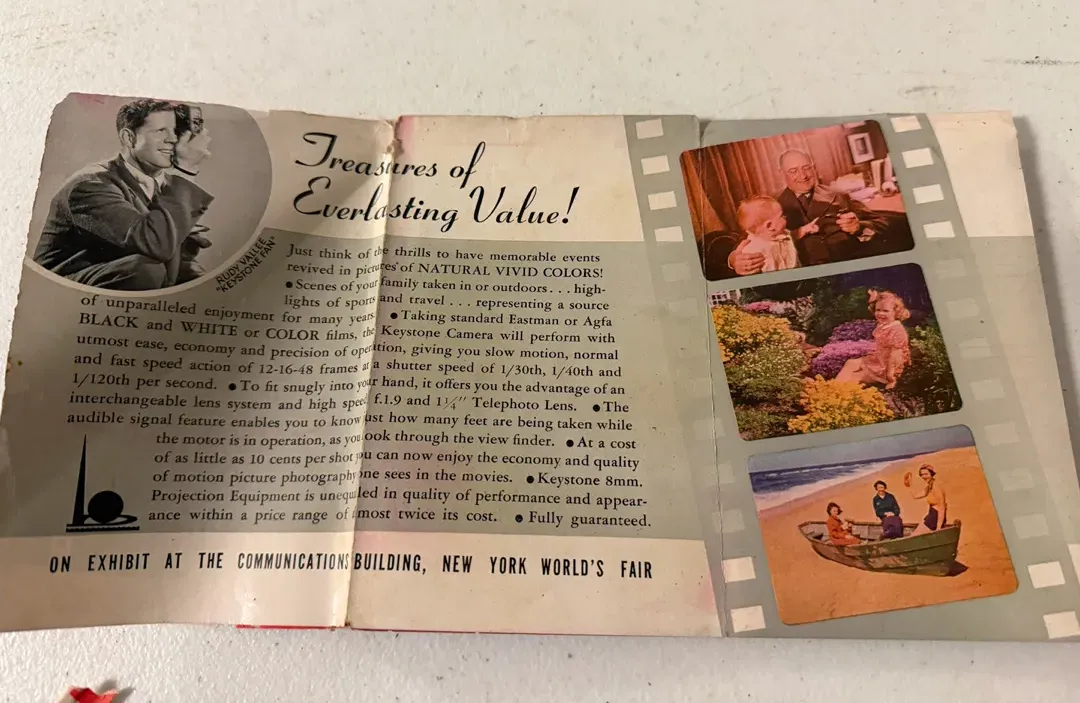 Treasures of
Everlasting Value!
RUDY VALLEE
"KEYSTONE FAN"
Just think of the thrills to have memorable events
revived in pictures of NATURAL VIVID COLORS!
● Scenes of your family taken in or outdoors . . . high-
lights of sports and travel . . . representing a source
of unparalleled enjoyment for many years. ● Taking standard Eastman or Agfa
BLACK and WHITE or COLOR films, the Keystone Camera will perform with
utmost ease, economy and precision of operation, giving you slow motion, normal
and fast speed action of 12-16-48 frames at a shutter speed of 1/30th, 1/40th and
1/120th per second. ● To fit snugly into your hand, it offers you the advantage of an
interchangeable lens system and high speed f.1.9 and 1¼" Telephoto Lens. ● The
audible signal feature enables you to know just how many feet are being taken while
the motor is in operation, as you look through the view finder. ● At a cost
of as little as 10 cents per shot you can now enjoy the economy and quality
of motion picture photography one sees in the movies. ● Keystone 8mm.
Projection Equipment is unequalled in quality of performance and appear-
ance within a price range of almost twice its cost. ● Fully guaranteed.
ON EXHIBIT AT THE COMMUNICATIONS BUILDING, NEW YORK WORLD'S FAIR